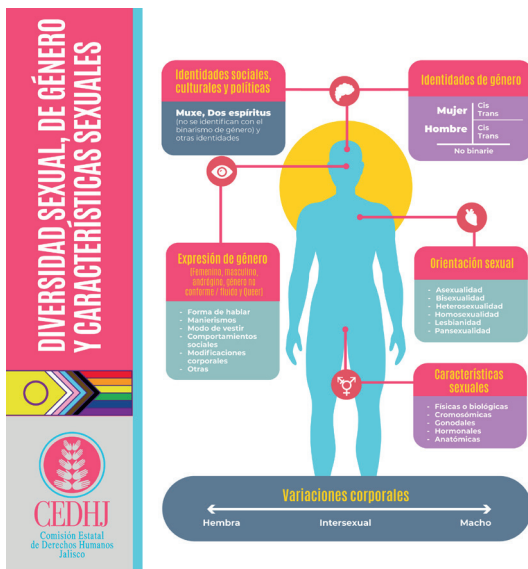 DIVERSIDAD SEXUAL, DE GÉNERO
Y CARACTERÍSTICAS SEXUALES
CEDHJ
Comisión Estatal
de Derechos Humanos
Jalisco
Identidades sociales,
culturales y políticas
Muxe, Dos espíritus
(no se identifican con el
binarismo de género) y
otras identidades
Identidades de género
Mujer
Cis
Trans
Hombre
Cis
Trans
No binarie
Expresión de género
(Femenino, masculino,
andrógino, género no
conforme / fluido y Queer)
- Forma de hablar
- Manierismos
- Modo de vestir
- Comportamientos
sociales
- Modificaciones
corporales
- Otras
Orientación sexual
- Asexualidad
- Bisexualidad
- Heterosexualidad
- Homosexualidad
- Lesbianidad
- Pansexualidad
Características
sexuales
- Físicas o biológicas
- Cromosómicas
- Gonodales
- Hormonales
- Anatómicas
Variaciones corporales
Hembra
Intersexual
Macho